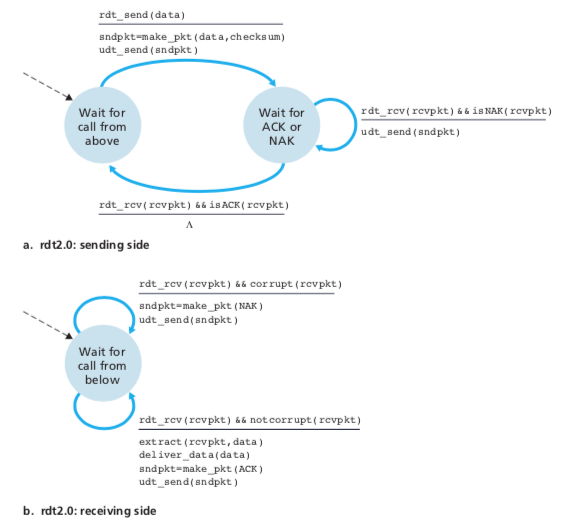 rdt_send(data)
sndpkt=make_pkt(data,checksum)
udt_send(sndpkt)
Wait for
call from
above
Wait for
ACK or
NAK
rdt_rcv(rcvpkt)&&isNAK(rcvpkt)
udt_send(sndpkt)
rdt_rcv(rcvpkt)&&isACK(rcvpkt)
Λ
a. rdt2.0: sending side
rdt_rcv(rcvpkt)&&corrupt(rcvpkt)
sndpkt=make_pkt(NAK)
udt_send(sndpkt)
Wait for
call from
below
rdt_rcv(rcvpkt)&&notcorrupt(rcvpkt)
extract(rcvpkt,data)
deliver_data(data)
sndpkt=make_pkt(ACK)
udt_send(sndpkt)
b. rdt2.0: receiving side